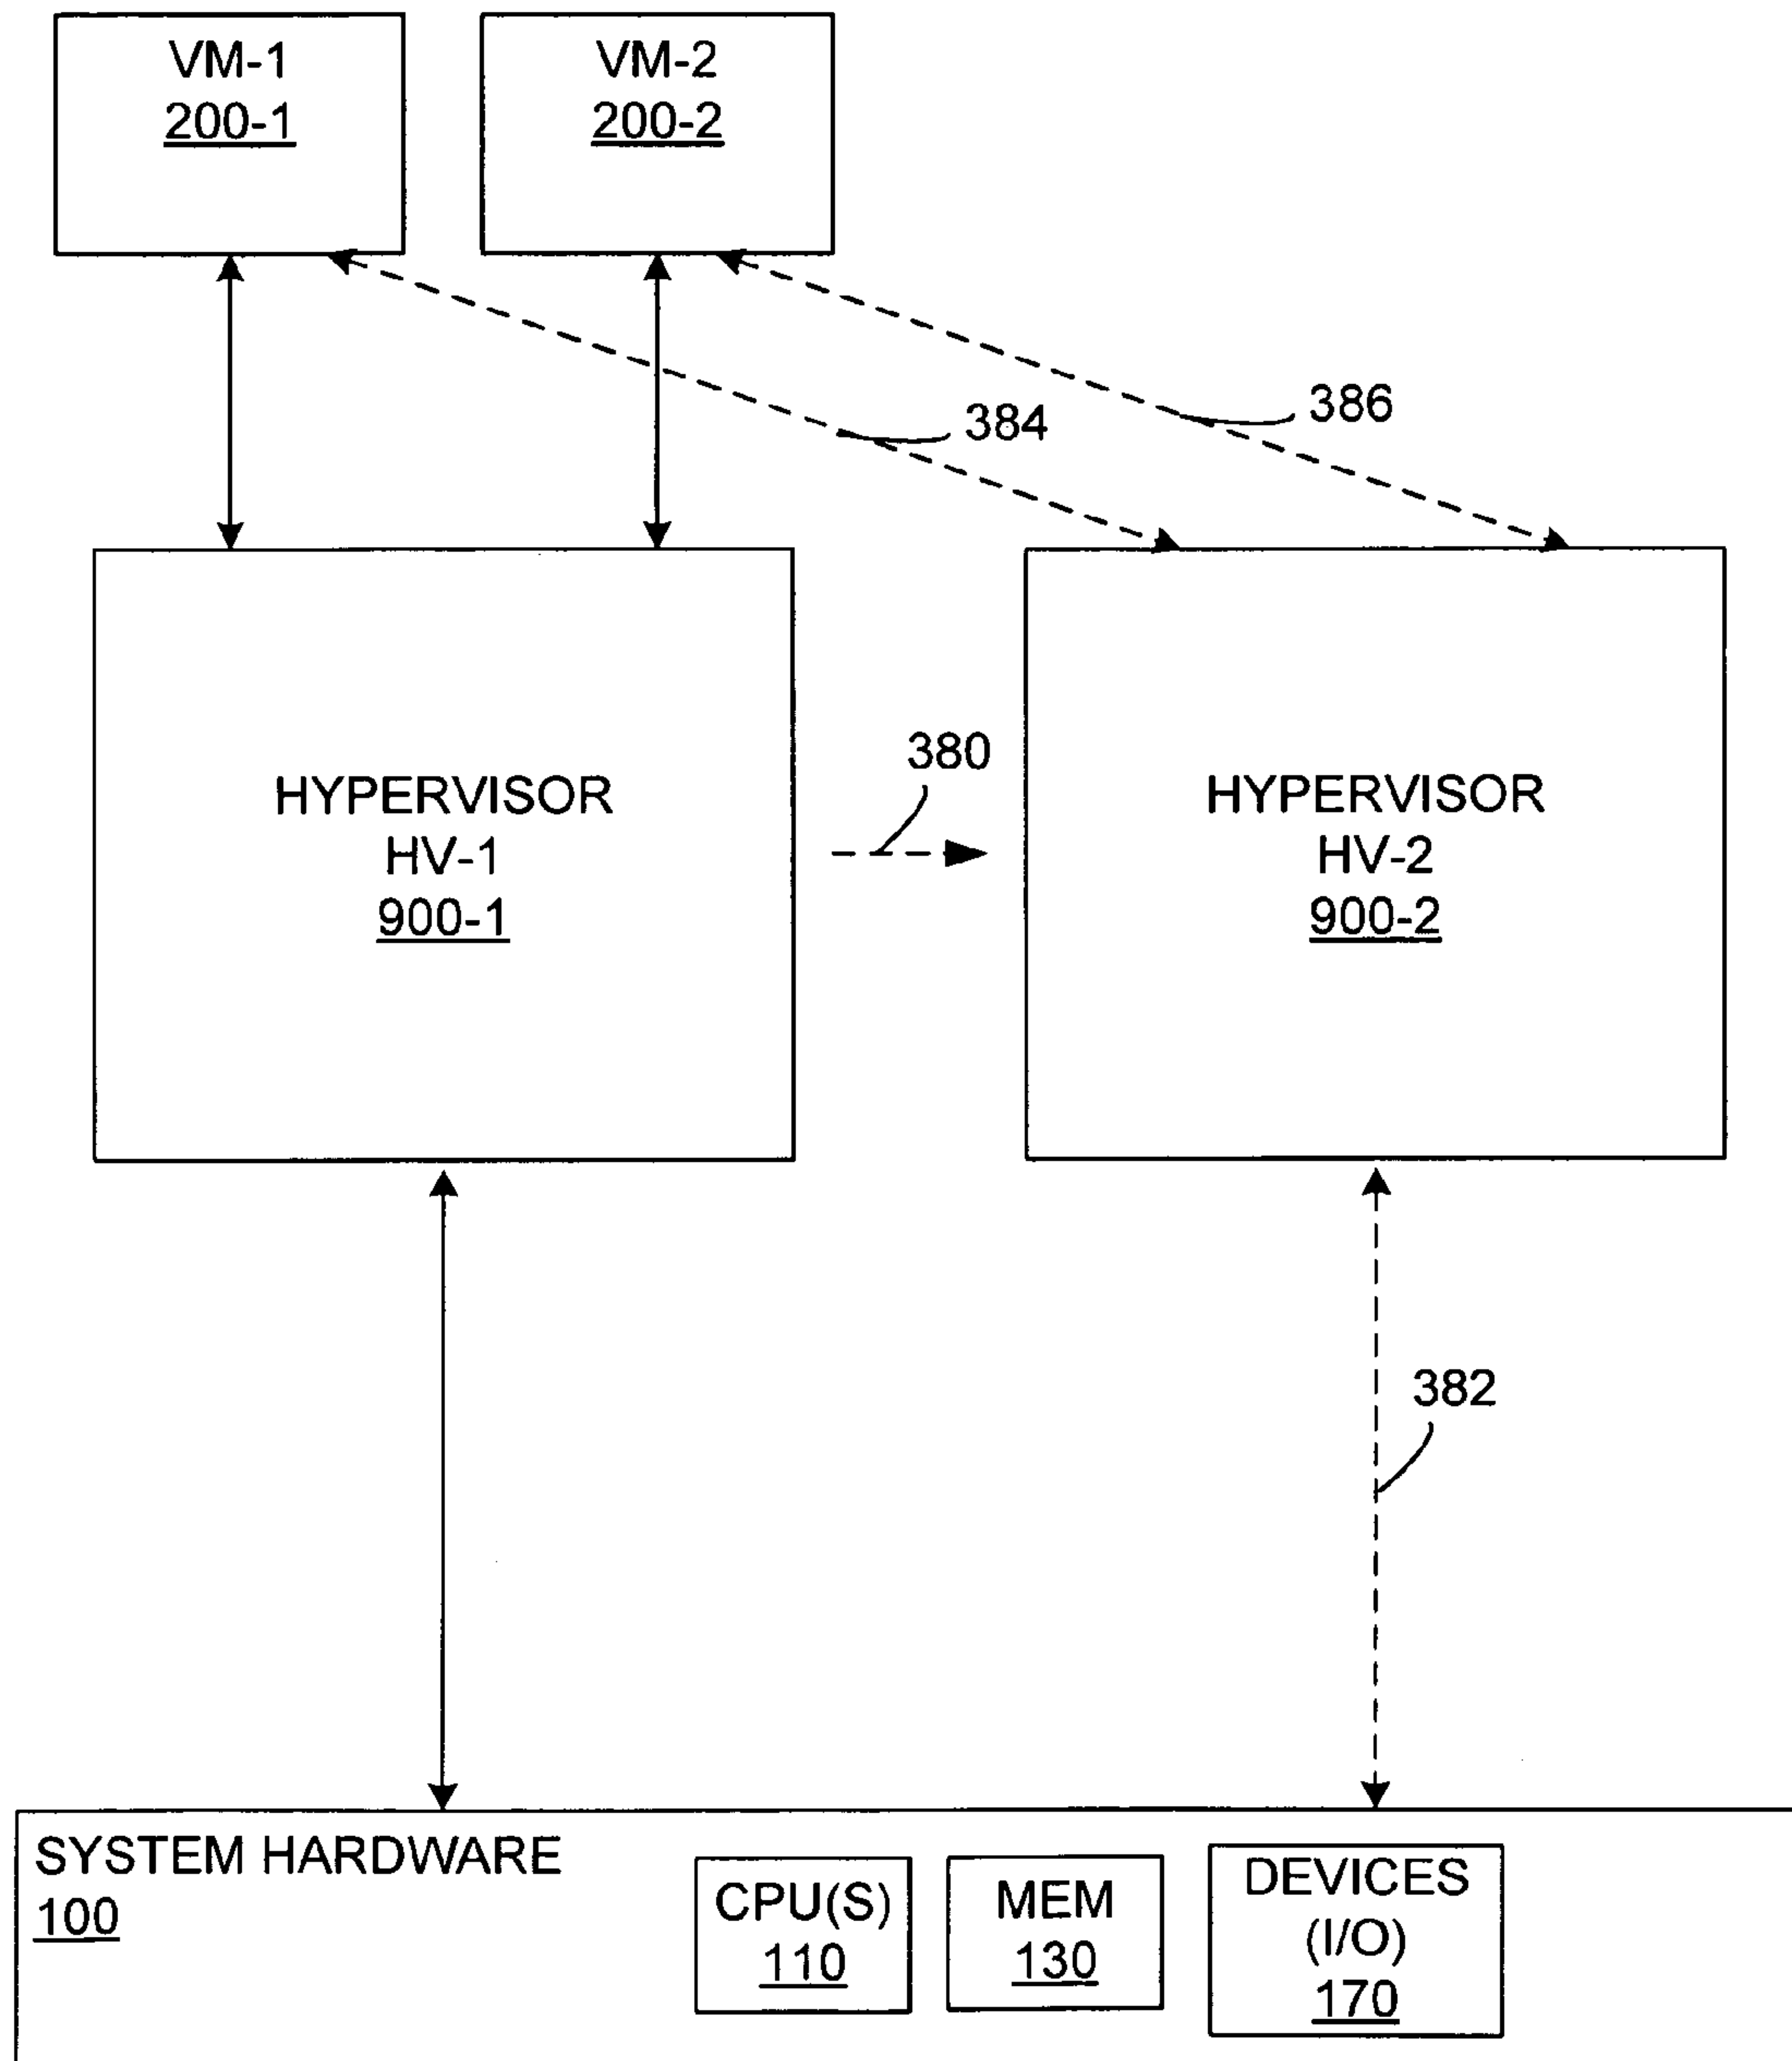 VM-1
200-1
VM-2
200-2
384
386
HYPERVISOR
HV-1
900-1
380
HYPERVISOR
HV-2
900-2
382
SYSTEM HARDWARE
100
CPU(S)
110
MEM
130
DEVICES
(I/O)
170